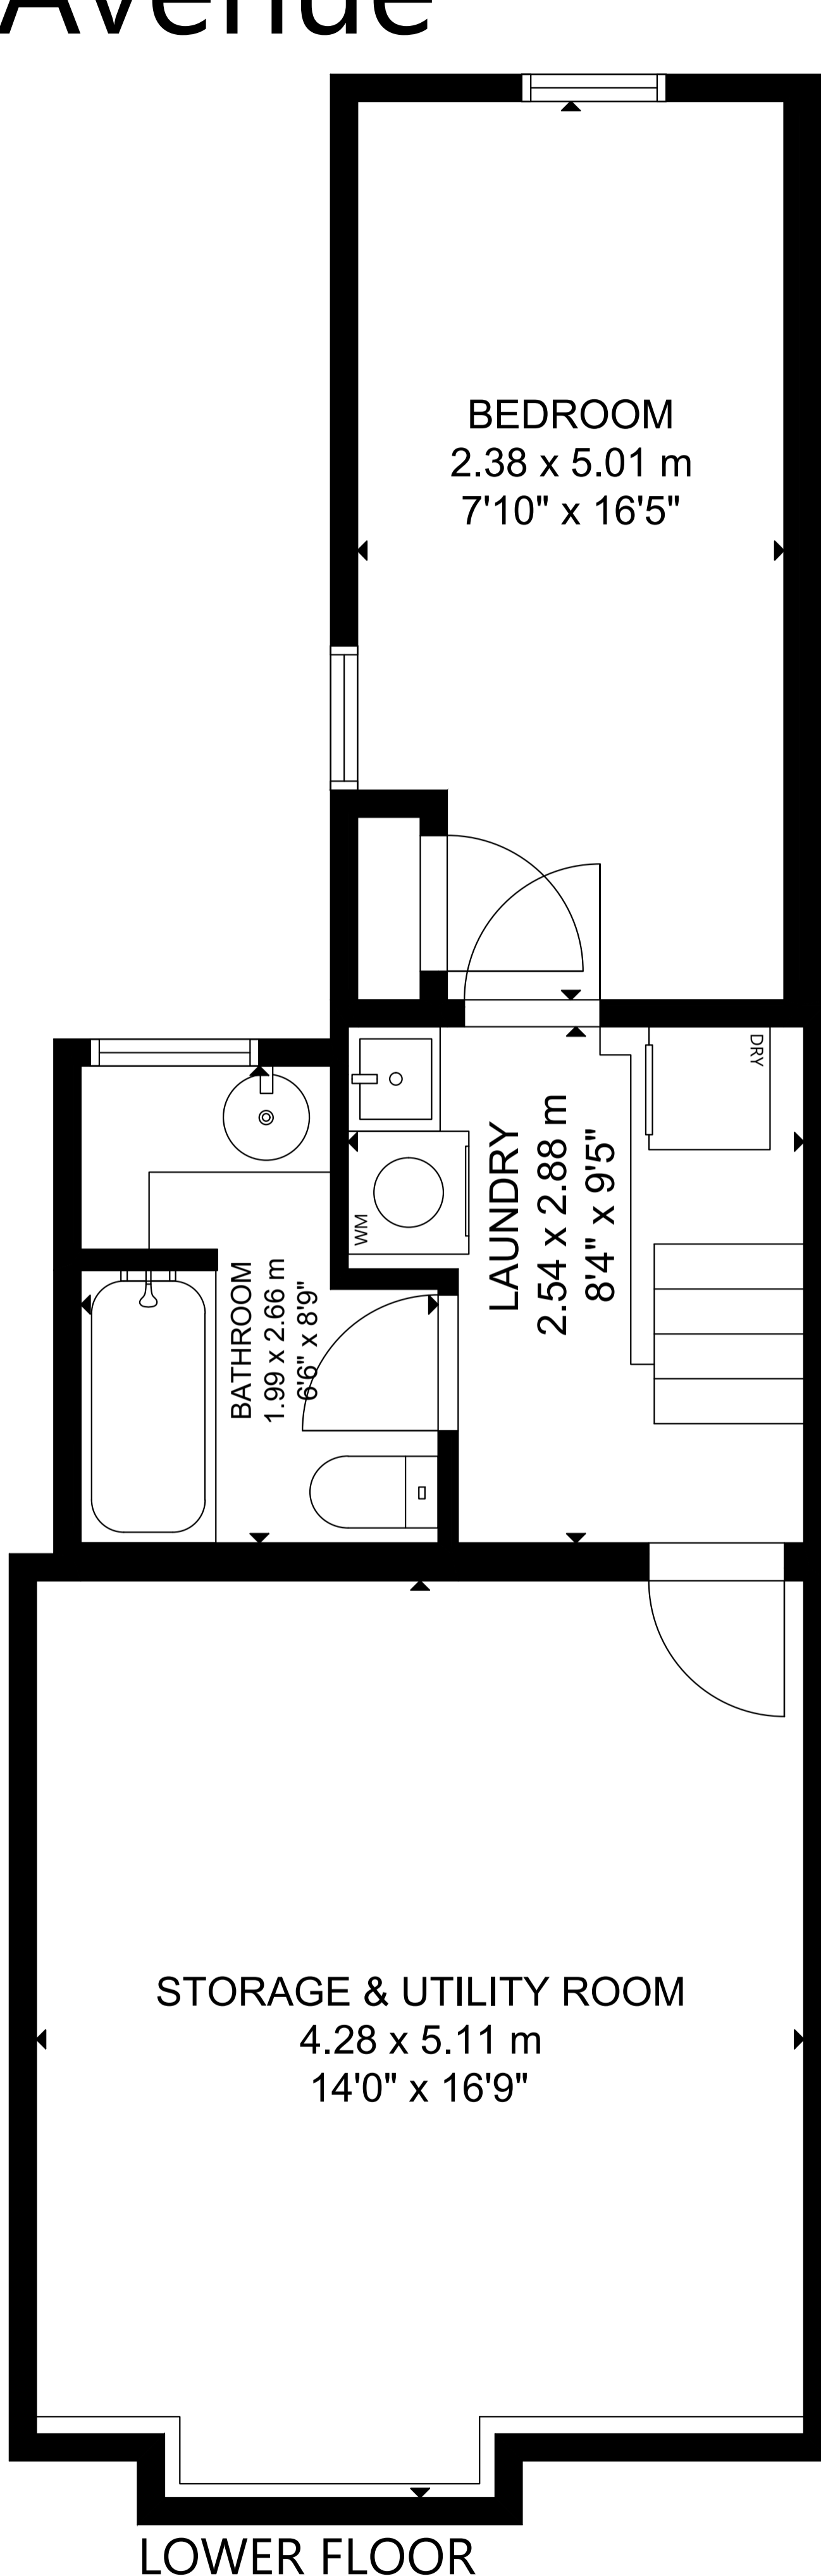 Avenue
BEDROOM
2.38 x 5.01 m
7'10" x 16'5"
DRY
LAUNDRY
2.54 x 2.88 m
8'4" x 9'5"
WM
BATHROOM
1.99 x 2.66 m
6'6" x 8'9"
STORAGE & UTILITY ROOM
4.28 x 5.11 m
14'0" x 16'9"
LOWER FLOOR